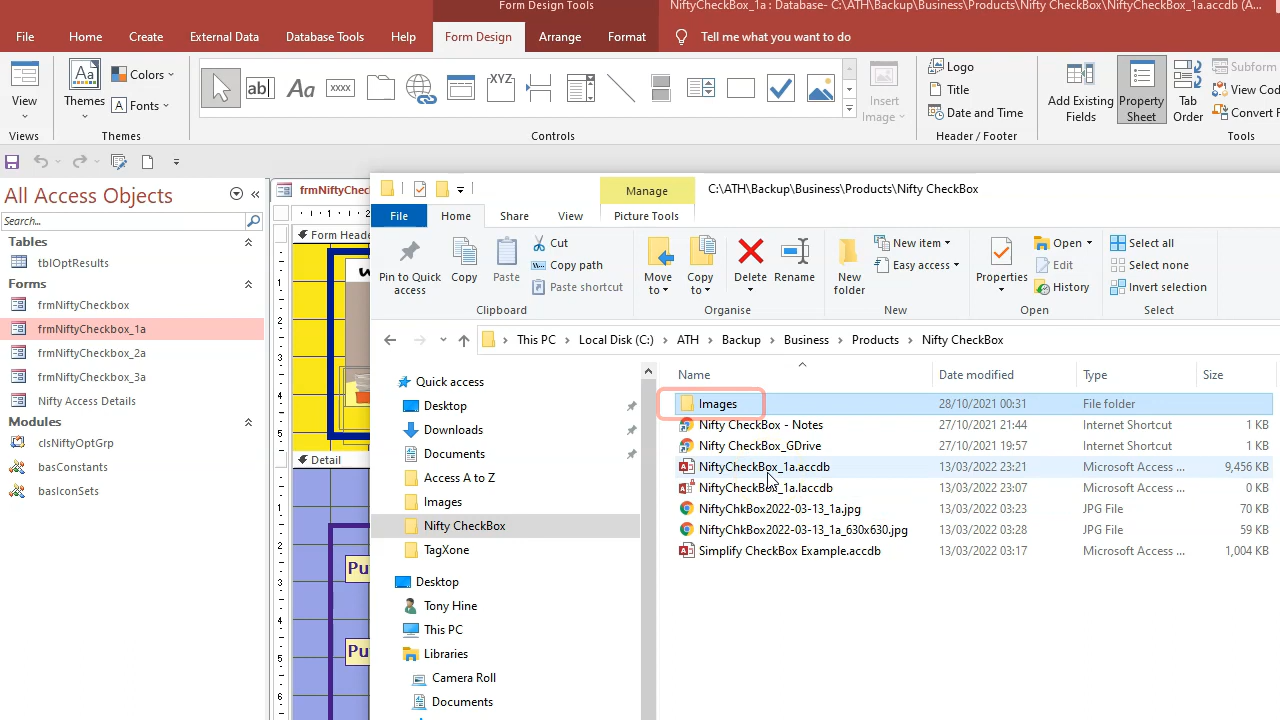 Form Design Tools
NiftyCheckBox_1a : Database- C:\ATH\Backup\Business\Products\Nifty CheckBox\NiftyCheckBox_1a.accdb (A...
File Home Create External Data Database Tools Help Form Design Arrange Format Tell me what you want to do
View
Views
Aa
Themes
Colors
Fonts
Themes
ab
Aa
xxxx
XYZ
Controls
Insert Image
Logo
Title
Date and Time
Header / Footer
Add Existing Fields
Property Sheet
Tab Order
Subform
View Cod
Convert F
Tools
All Access Objects
Search...
Tables
tblOptResults
Forms
frmNiftyCheckbox
frmNiftyCheckbox_1a
frmNiftyCheckbox_2a
frmNiftyCheckbox_3a
Nifty Access Details
Modules
clsNiftyOptGrp
basConstants
basIconSets
frmNiftyChec
Form Heade
Detail
Pu
Pu
Manage
C:\ATH\Backup\Business\Products\Nifty CheckBox
File Home Share View Picture Tools
Pin to Quick access
Copy
Paste
Cut
Copy path
Paste shortcut
Clipboard
Move to
Copy to
Delete
Rename
Organise
New folder
New item
Easy access
New
Properties
Open
Edit
History
Open
Select all
Select none
Invert selection
Select
This PC > Local Disk (C:) > ATH > Backup > Business > Products > Nifty CheckBox
Quick access
Desktop
Downloads
Documents
Access A to Z
Images
Nifty CheckBox
TagXone
Desktop
Tony Hine
This PC
Libraries
Camera Roll
Documents
Name Date modified Type Size
Images 28/10/2021 00:31 File folder
Nifty CheckBox - Notes 27/10/2021 21:44 Internet Shortcut 1 KB
Nifty CheckBox_GDrive 27/10/2021 19:57 Internet Shortcut 1 KB
NiftyCheckBox_1a.accdb 13/03/2022 23:21 Microsoft Access ... 9,456 KB
NiftyCheckBox_1a.laccdb 13/03/2022 23:07 Microsoft Access ... 0 KB
NiftyChkBox2022-03-13_1a.jpg 13/03/2022 03:23 JPG File 70 KB
NiftyChkBox2022-03-13_1a_630x630.jpg 13/03/2022 03:28 JPG File 59 KB
Simplify CheckBox Example.accdb 13/03/2022 03:17 Microsoft Access ... 1,004 KB